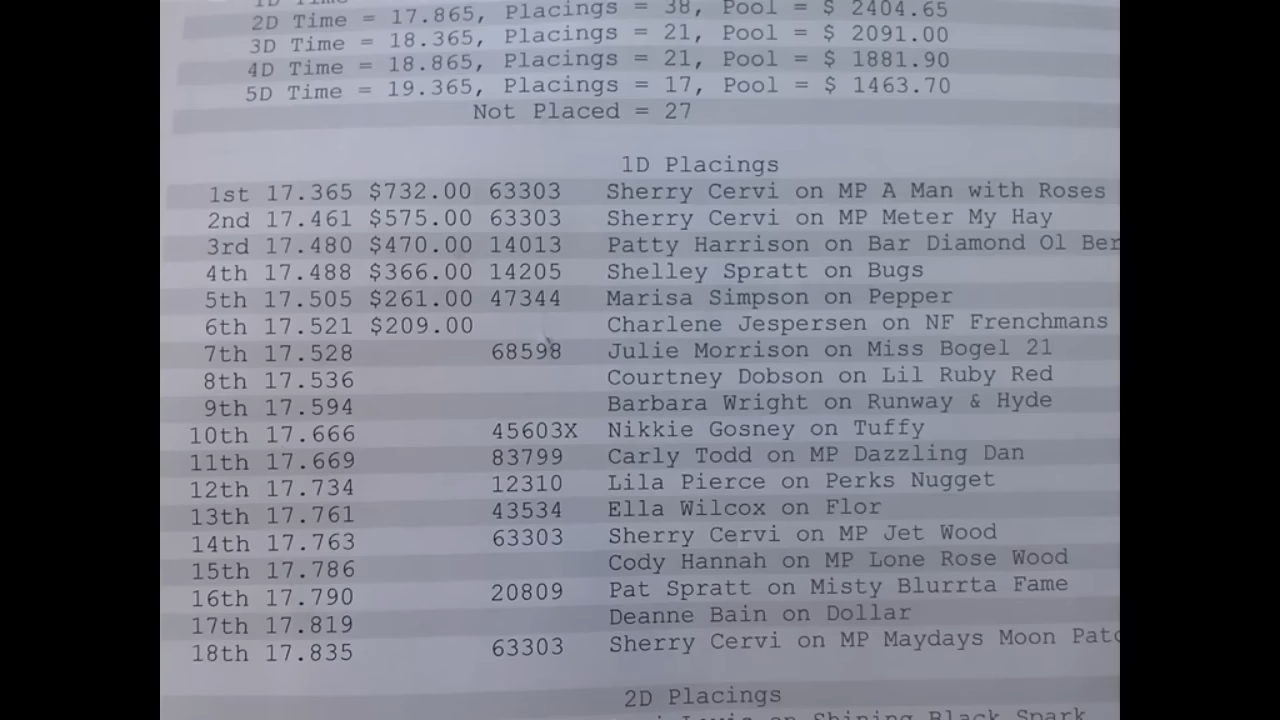 1D Time
2D Time = 17.865, Placings = 38, Pool = $ 2404.65
3D Time = 18.365, Placings = 21, Pool = $ 2091.00
4D Time = 18.865, Placings = 21, Pool = $ 1881.90
5D Time = 19.365, Placings = 17, Pool = $ 1463.70
Not Placed = 27
1D Placings
1st 17.365 $732.00 63303 Sherry Cervi on MP A Man with Roses
2nd 17.461 $575.00 63303 Sherry Cervi on MP Meter My Hay
3rd 17.480 $470.00 14013 Patty Harrison on Bar Diamond Ol Ber
4th 17.488 $366.00 14205 Shelley Spratt on Bugs
5th 17.505 $261.00 47344 Marisa Simpson on Pepper
6th 17.521 $209.00 Charlene Jespersen on NF Frenchmans
7th 17.528 68598 Julie Morrison on Miss Bogel 21
8th 17.536 Courtney Dobson on Lil Ruby Red
9th 17.594 Barbara Wright on Runway & Hyde
10th 17.666 45603X Nikkie Gosney on Tuffy
11th 17.669 83799 Carly Todd on MP Dazzling Dan
12th 17.734 12310 Lila Pierce on Perks Nugget
13th 17.761 43534 Ella Wilcox on Flor
14th 17.763 63303 Sherry Cervi on MP Jet Wood
15th 17.786 Cody Hannah on MP Lone Rose Wood
16th 17.790 20809 Pat Spratt on Misty Blurrta Fame
17th 17.819 Deanne Bain on Dollar
18th 17.835 63303 Sherry Cervi on MP Maydays Moon Patc
2D Placings
on Shining Black Spark